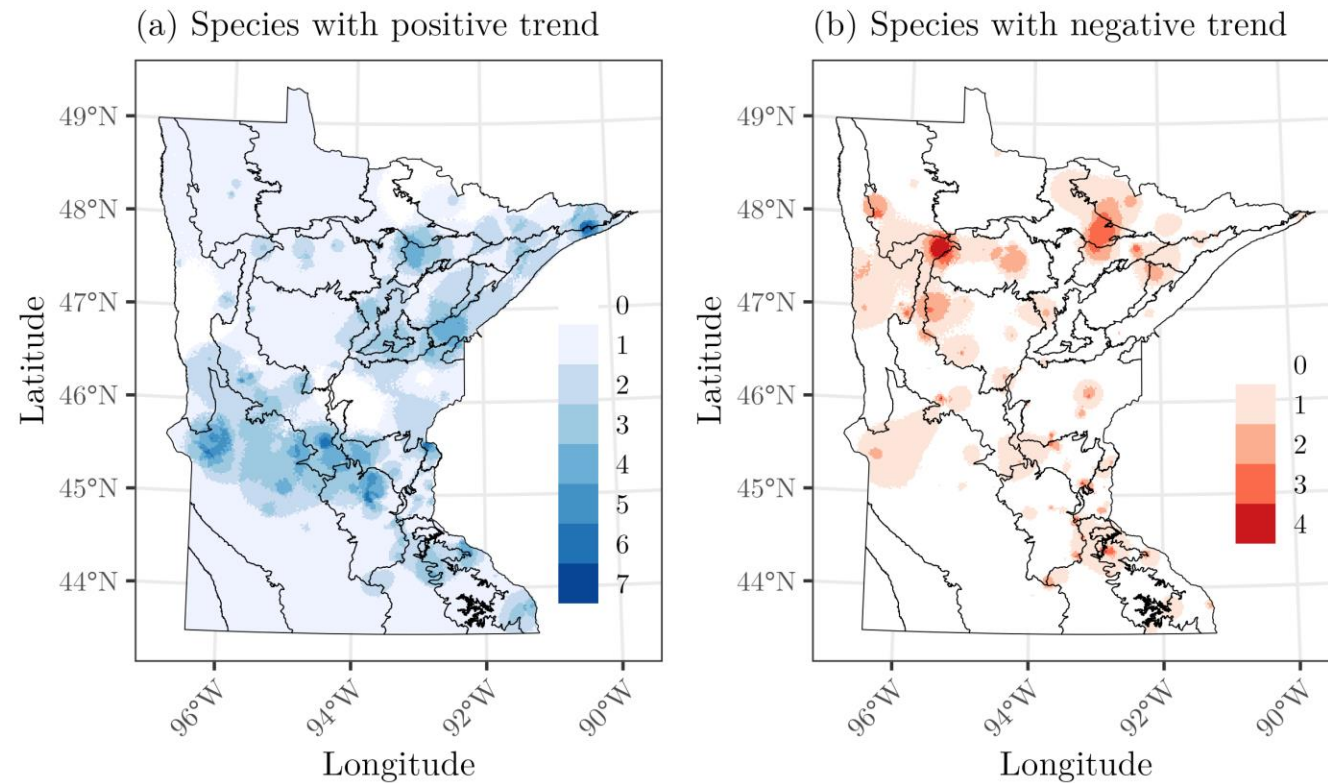 (a) Species with positive trend
49°N
48°N
47°N
46°N
45°N
44°N
Latitude
0
1
2
3
4
5
6
7
96°W
94°W
92°W
90°W
Longitude
(b) Species with negative trend
49°N
48°N
47°N
46°N
45°N
44°N
Latitude
0
1
2
3
4
96°W
94°W
92°W
90°W
Longitude